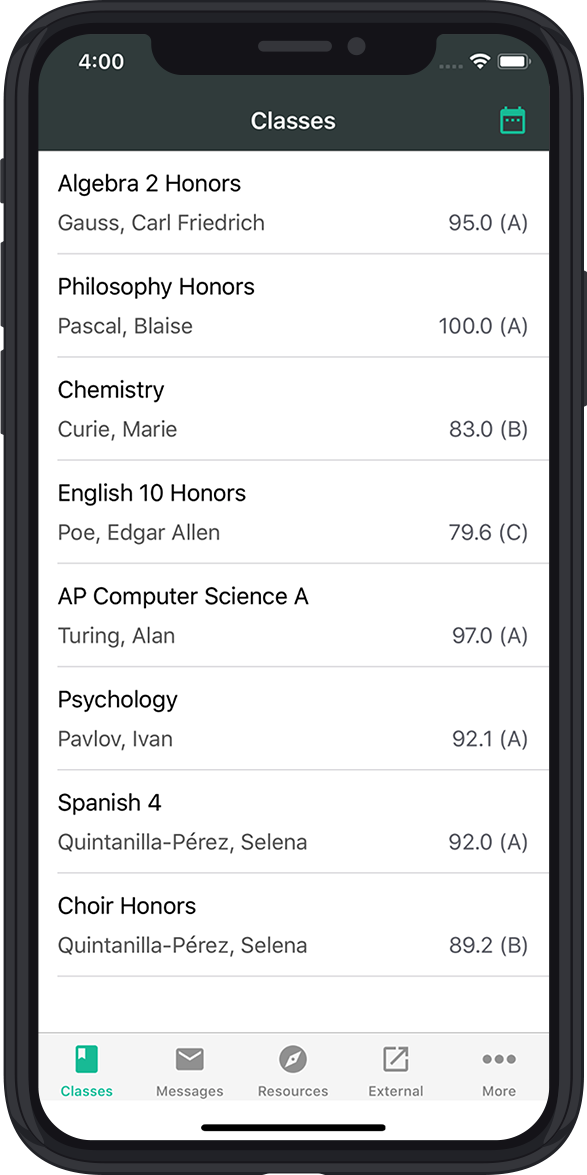 4:00
Classes
Algebra 2 Honors
Gauss, Carl Friedrich 95.0 (A)
Philosophy Honors
Pascal, Blaise 100.0 (A)
Chemistry
Curie, Marie 83.0 (B)
English 10 Honors
Poe, Edgar Allen 79.6 (C)
AP Computer Science A
Turing, Alan 97.0 (A)
Psychology
Pavlov, Ivan 92.1 (A)
Spanish 4
Quintanilla-Pérez, Selena 92.0 (A)
Choir Honors
Quintanilla-Pérez, Selena 89.2 (B)
Classes Messages Resources External More